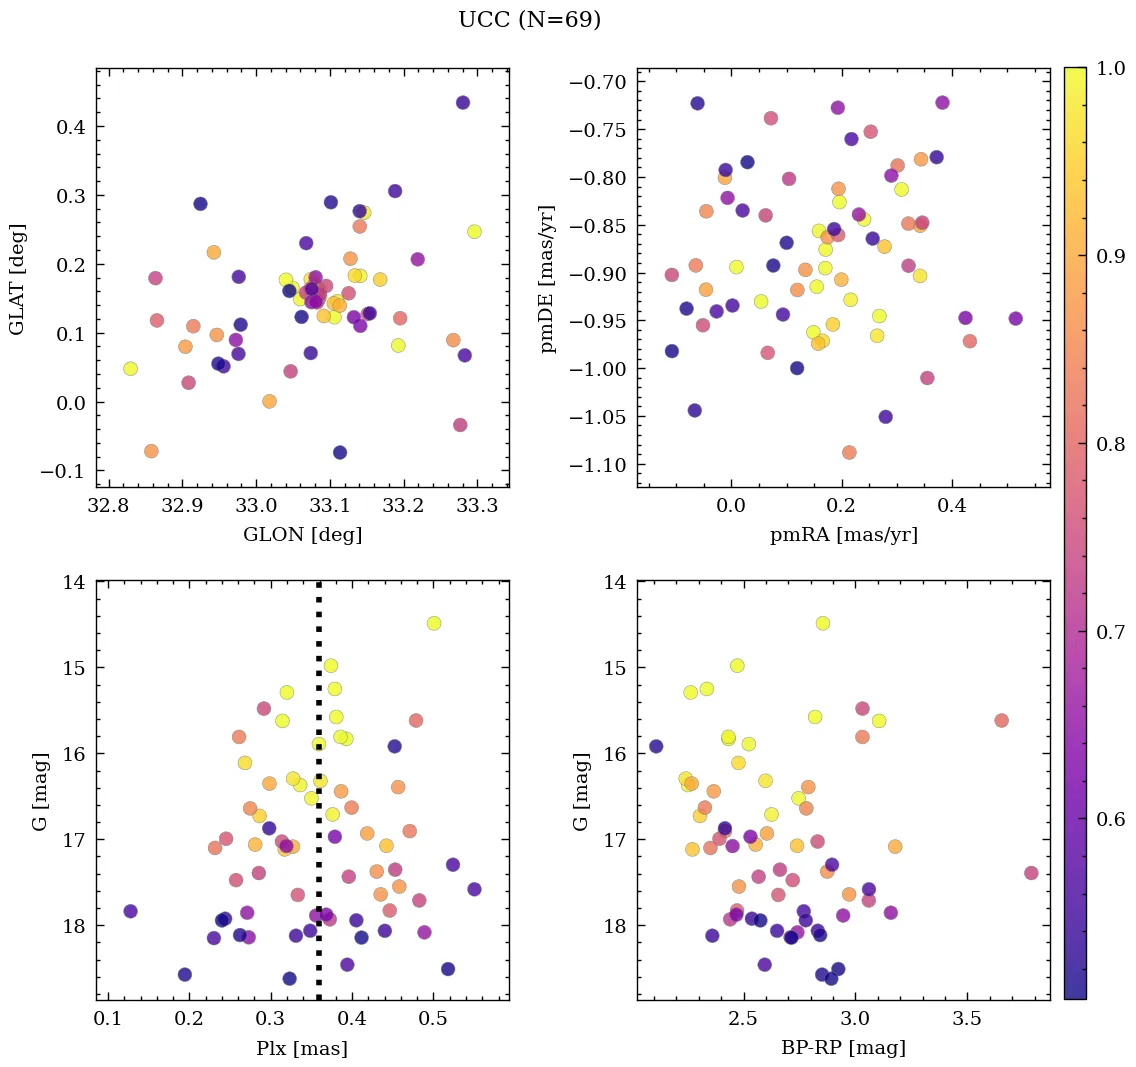 UCC (N=69)
0.4
0.3
0.2
0.1
0.0
−0.1
GLAT [deg]
32.8 32.9 33.0 33.1 33.2 33.3
GLON [deg]
−0.70
−0.75
−0.80
−0.85
−0.90
−0.95
−1.00
−1.05
−1.10
pmDE [mas/yr]
0.0 0.2 0.4
pmRA [mas/yr]
1.0
0.9
0.8
0.7
0.6
14
15
16
17
18
G [mag]
0.1 0.2 0.3 0.4 0.5
Plx [mas]
14
15
16
17
18
G [mag]
2.5 3.0 3.5
BP-RP [mag]